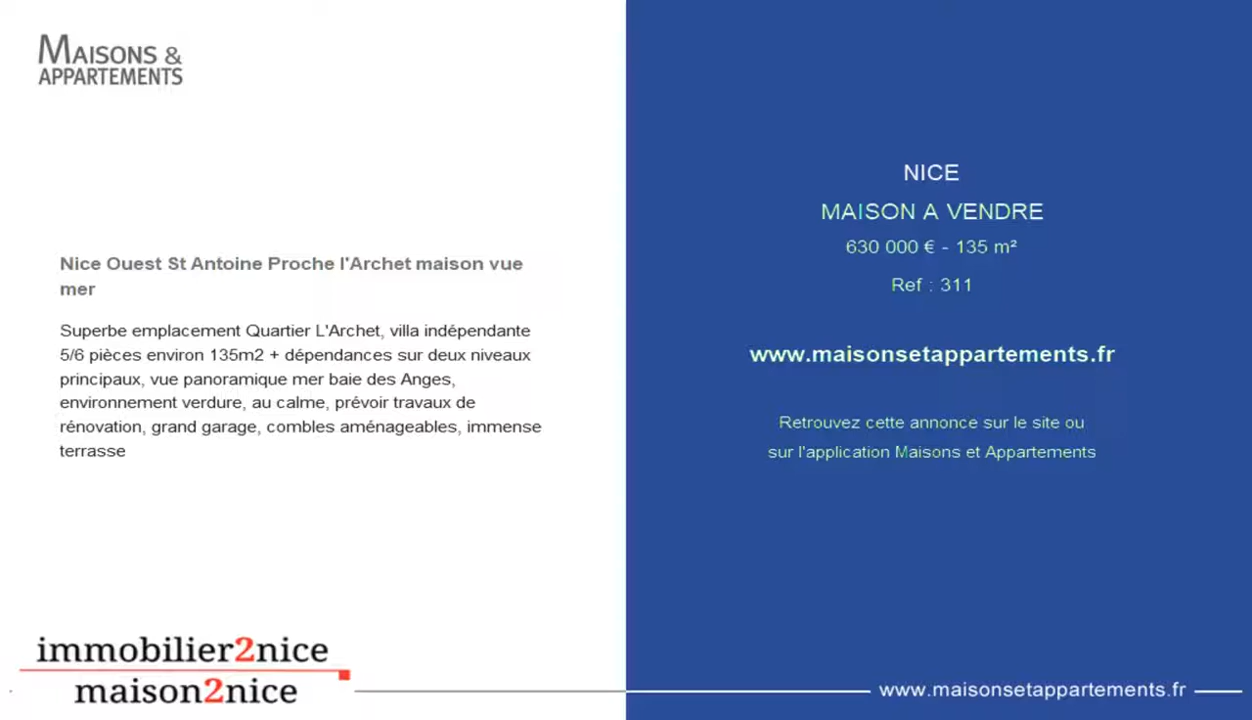 MAISONS &
APPARTEMENTS
Nice Ouest St Antoine Proche l'Archet maison vue
mer
Superbe emplacement Quartier L'Archet, villa indépendante
5/6 pièces environ 135m2 + dépendances sur deux niveaux
principaux, vue panoramique mer baie des Anges,
environnement verdure, au calme, prévoir travaux de
rénovation, grand garage, combles aménageables, immense
terrasse
immobilier2nice
maison2nice
NICE
MAISON A VENDRE
630 000 € - 135 m²
Ref : 311
www.maisonsetappartements.fr
Retrouvez cette annonce sur le site ou
sur l'application Maisons et Appartements
www.maisonsetappartements.fr